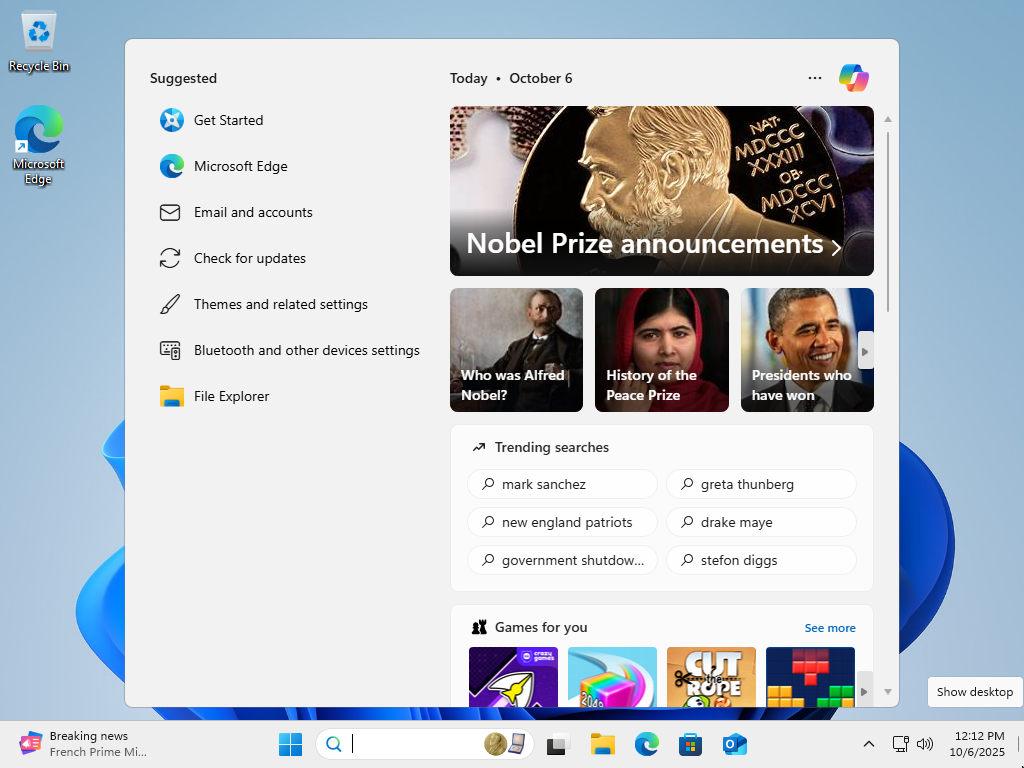 Recycle Bin
Microsoft
Edge
Suggested
Get Started
Microsoft Edge
Email and accounts
Check for updates
Themes and related settings
Bluetooth and other devices settings
File Explorer
Today • October 6
NAT-
MDCCC
XXXIII
OB-
MDCCC
XCVI
Nobel Prize announcements
Who was Alfred
Nobel?
History of the
Peace Prize
Presidents who
have won
Trending searches
mark sanchez
greta thunberg
new england patriots
drake maye
government shutdow...
stefon diggs
Games for you
See more
crazy
games
2048
CUT
the
ROPE
Show desktop
Breaking news
French Prime Mi...
12:12 PM
10/6/2025